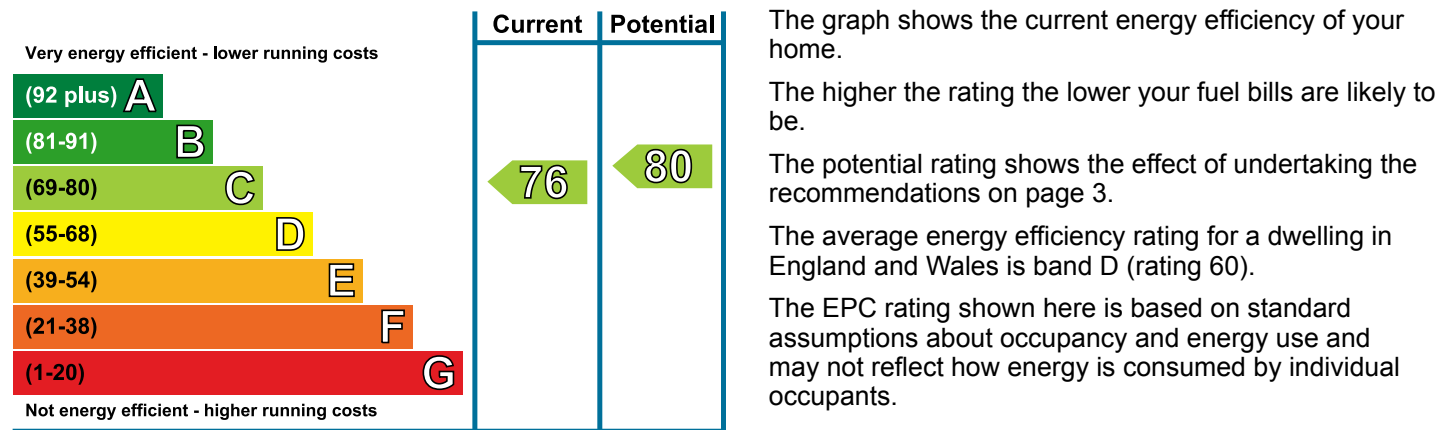 Current Potential
Very energy efficient - lower running costs
(92 plus) A
(81-91) B
(69-80) C
(55-68) D
(39-54) E
(21-38) F
(1-20) G
Not energy efficient - higher running costs
76
80
The graph shows the current energy efficiency of your
home.
The higher the rating the lower your fuel bills are likely to
be.
The potential rating shows the effect of undertaking the
recommendations on page 3.
The average energy efficiency rating for a dwelling in
England and Wales is band D (rating 60).
The EPC rating shown here is based on standard
assumptions about occupancy and energy use and
may not reflect how energy is consumed by individual
occupants.